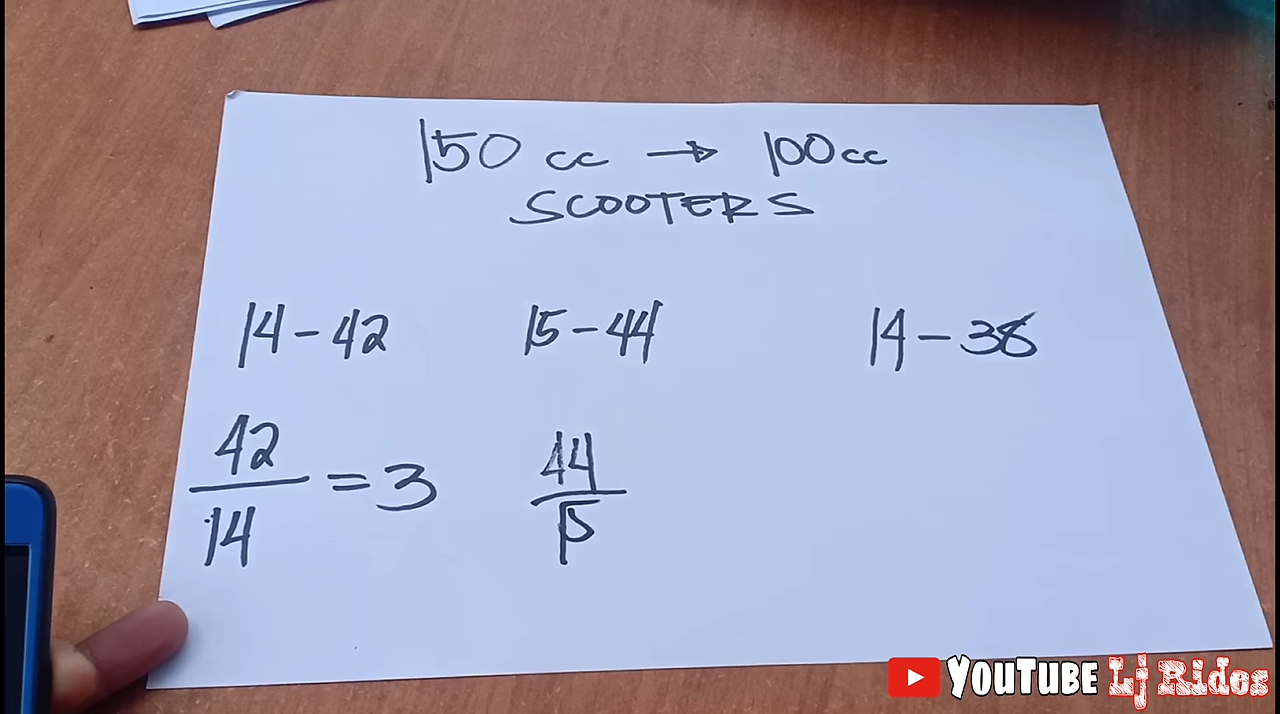 150 cc → 100cc
SCOOTERS
14-42 15-44 14-38
42/14 = 3 44/15
YouTube Lj Rides